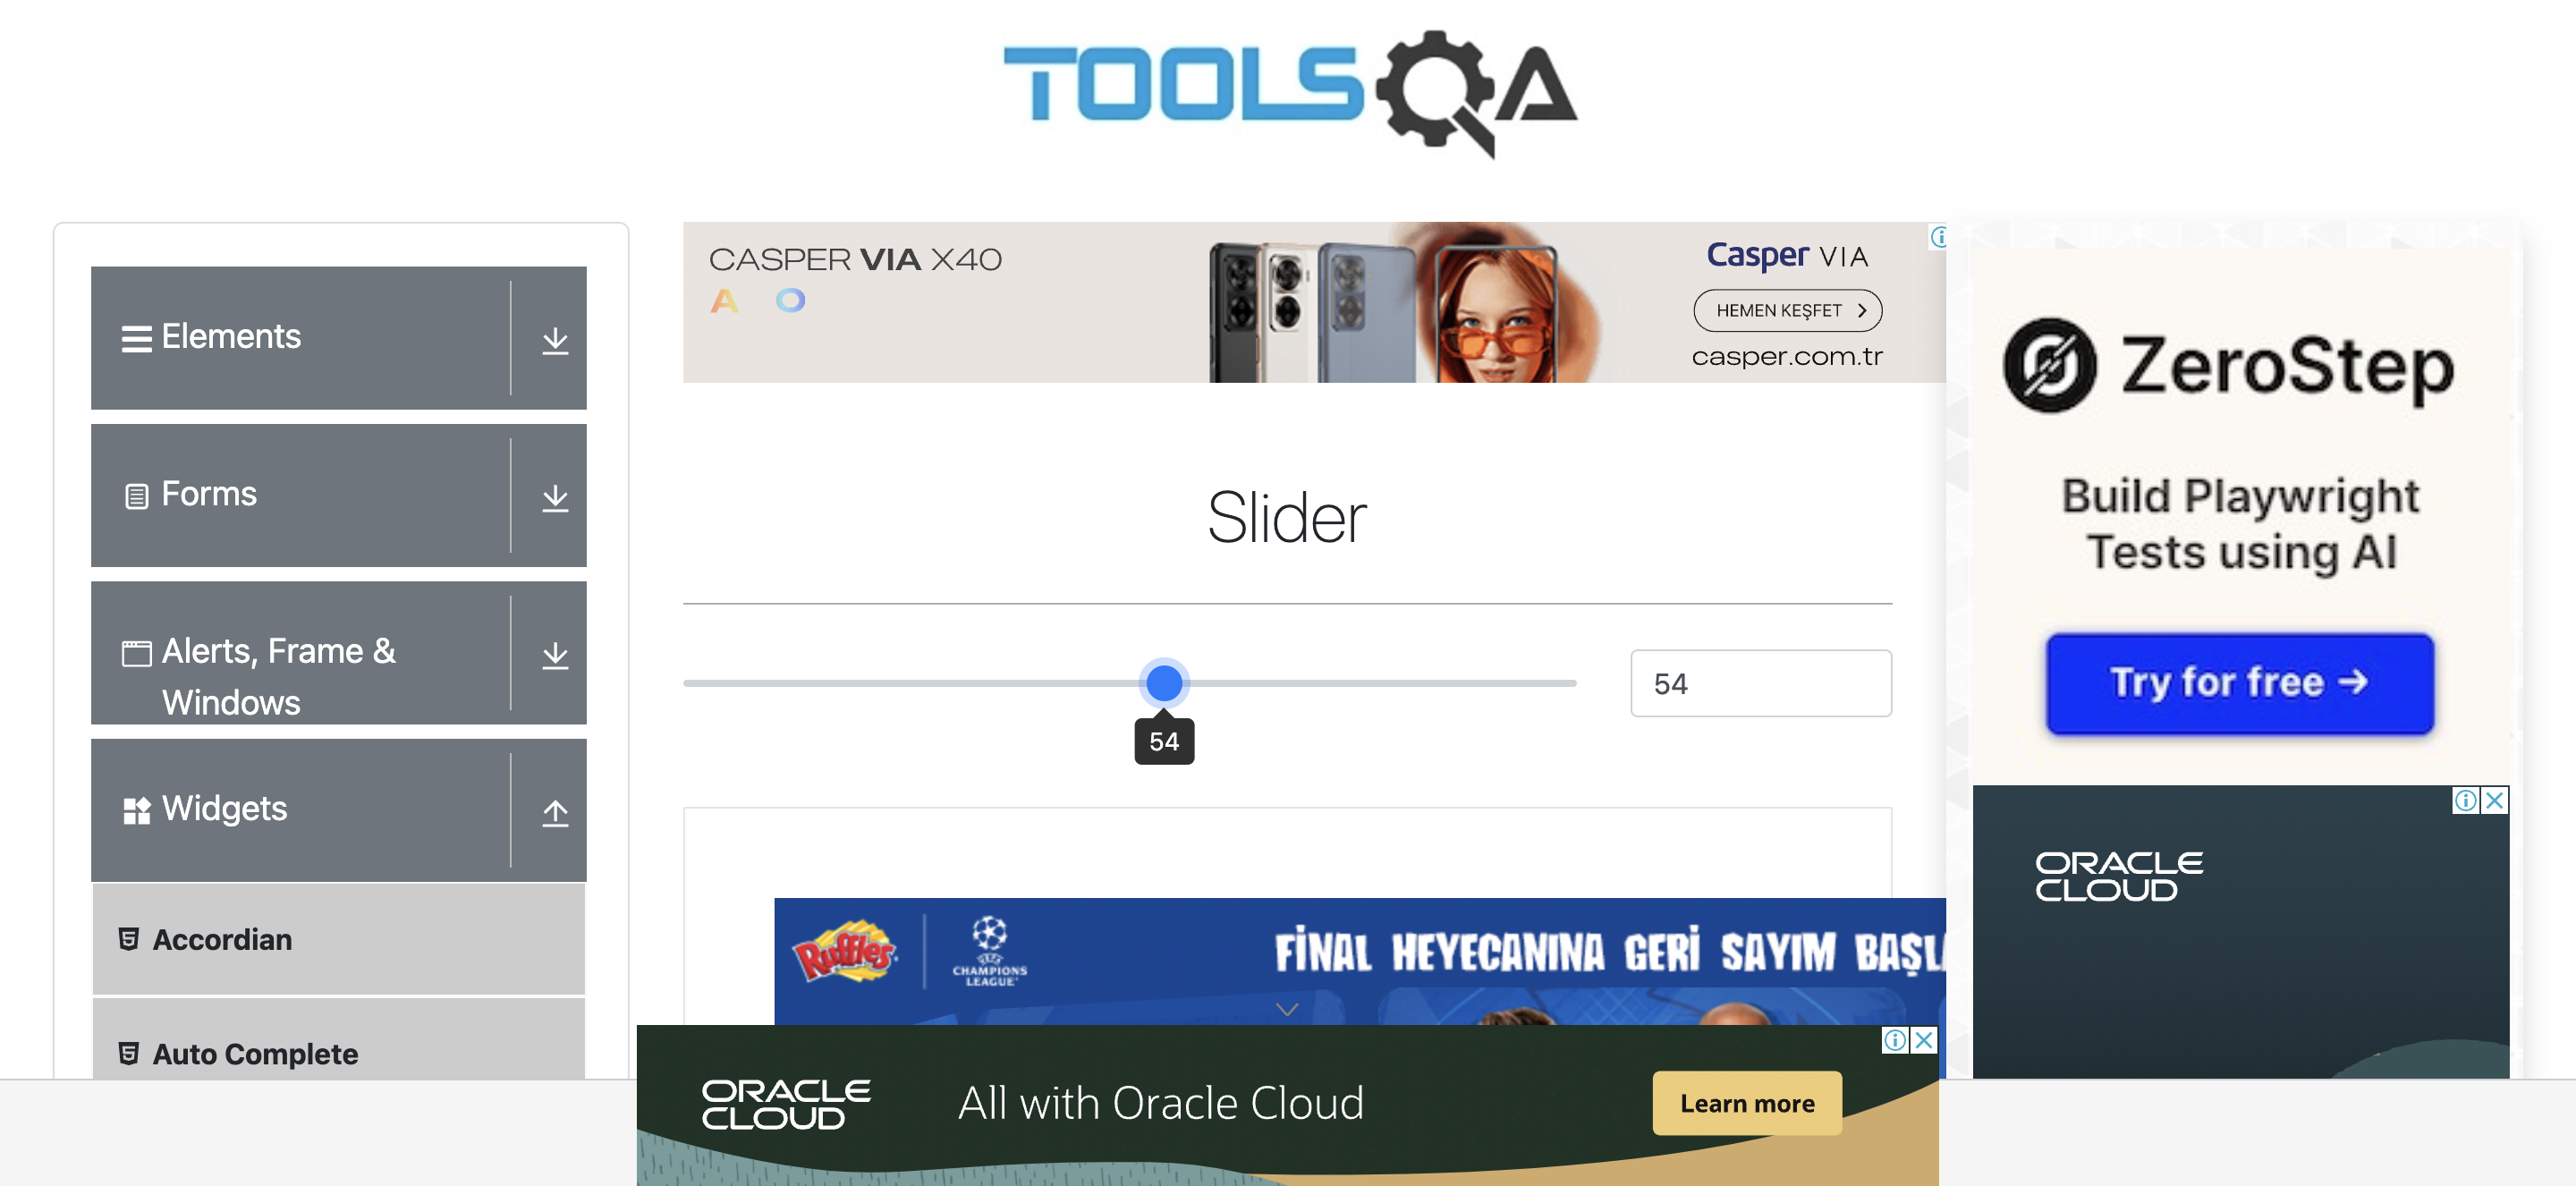 TOOLSQA
Elements
Forms
Alerts, Frame &
Windows
Widgets
Accordian
Auto Complete
CASPER VIA X40
A O
Casper VIA
HEMEN KEŞFET
casper.com.tr
Slider
54
54
Ruffles
UEFA
CHAMPIONS
LEAGUE
FİNAL HEYECANINA GERİ SAYIM BAŞL
ORACLE
CLOUD
All with Oracle Cloud
Learn more
ZeroStep
Build Playwright
Tests using AI
Try for free →
ORACLE
CLOUD